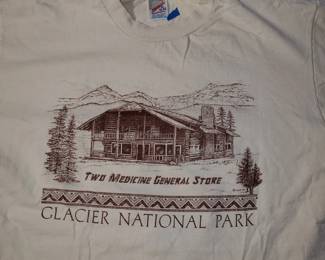 TWO MEDICINE GENERAL STORE
GLACIER NATIONAL PARK